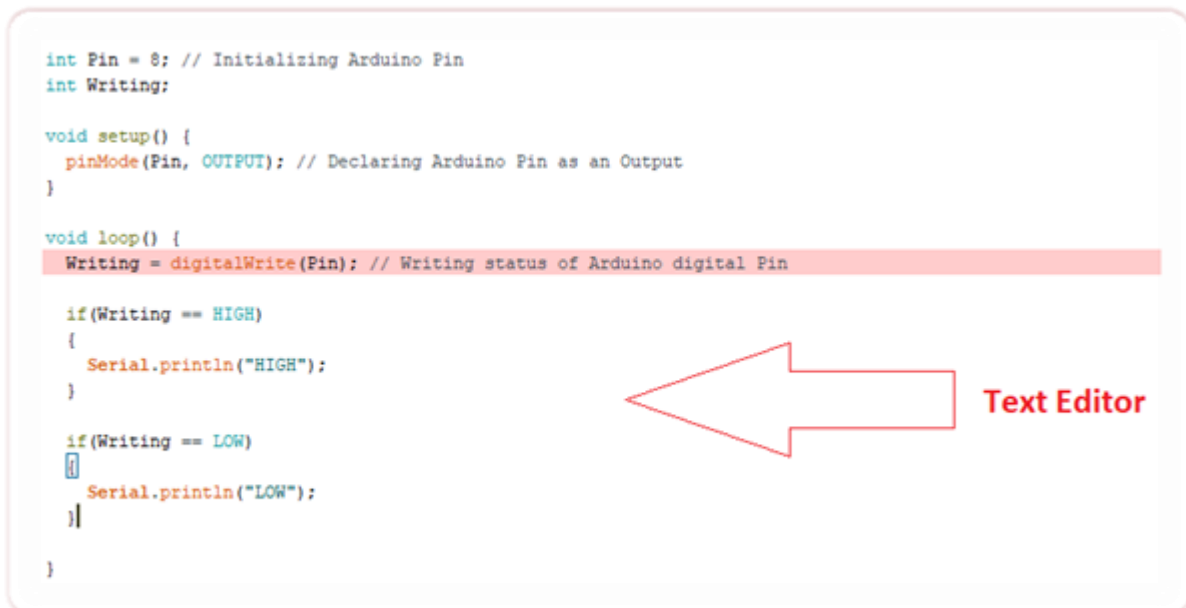 int Pin = 8; // Initializing Arduino Pin
int Writing;
void setup() {
pinMode(Pin, OUTPUT); // Declaring Arduino Pin as an Output
}
void loop() {
Writing = digitalWrite(Pin); // Writing status of Arduino digital Pin
if(Writing == HIGH)
{
Serial.println("HIGH");
}
Text Editor
if(Writing == LOW)
{
Serial.println("LOW");
}
}